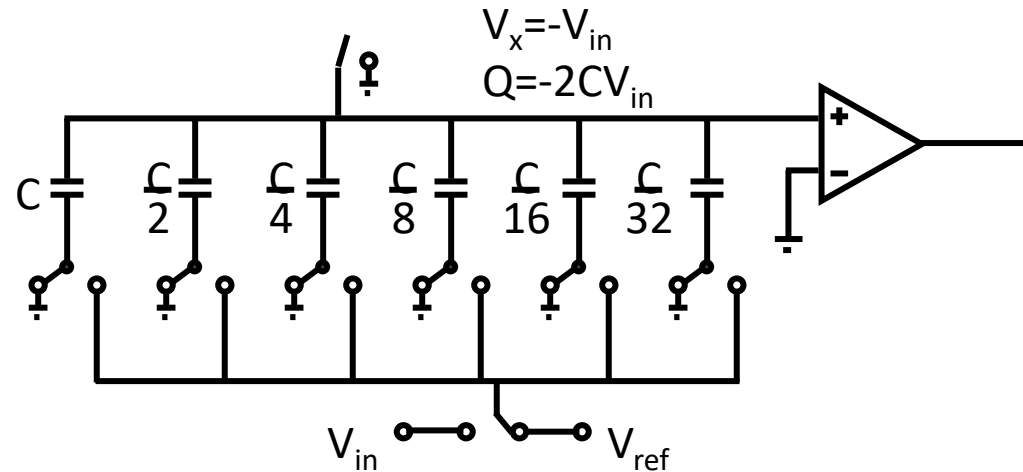 Vx=-Vin
Q=-2CVin
+
-
C
C/2
C/4
C/8
C/16
C/32
Vin
Vref